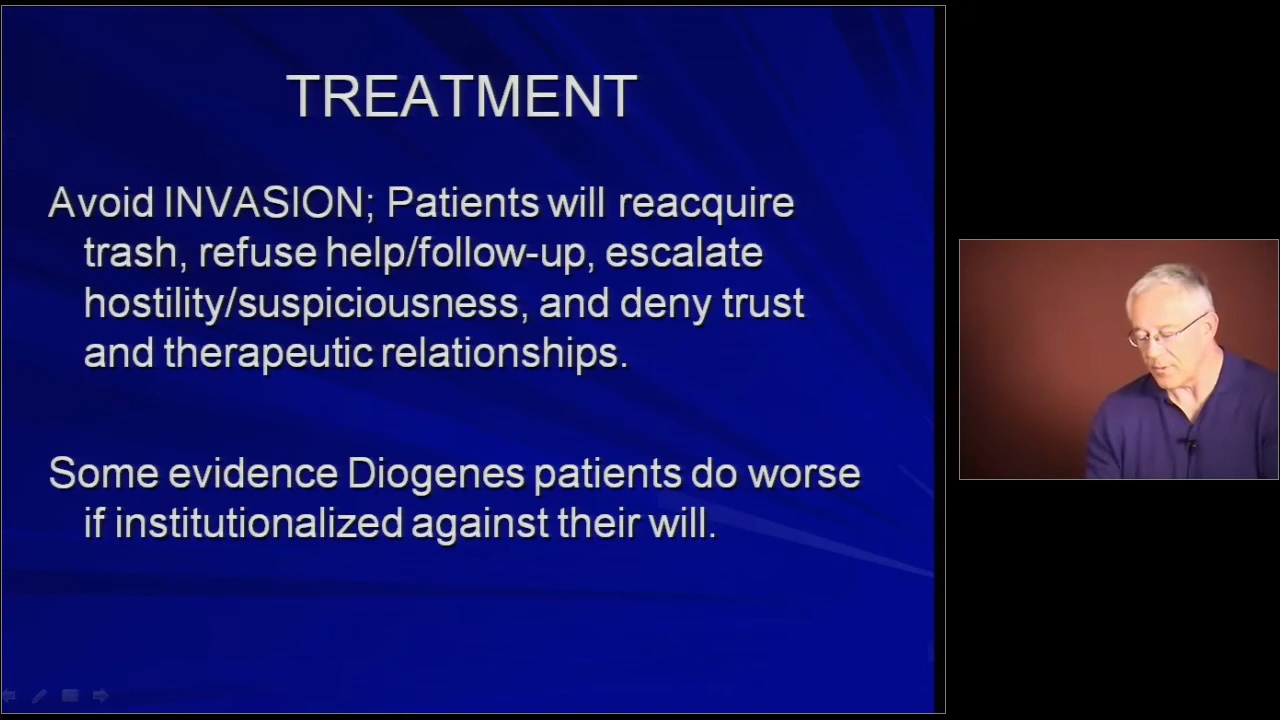 TREATMENT
Avoid INVASION; Patients will reacquire
trash, refuse help/follow-up, escalate
hostility/suspiciousness, and deny trust
and therapeutic relationships.
Some evidence Diogenes patients do worse
if institutionalized against their will.